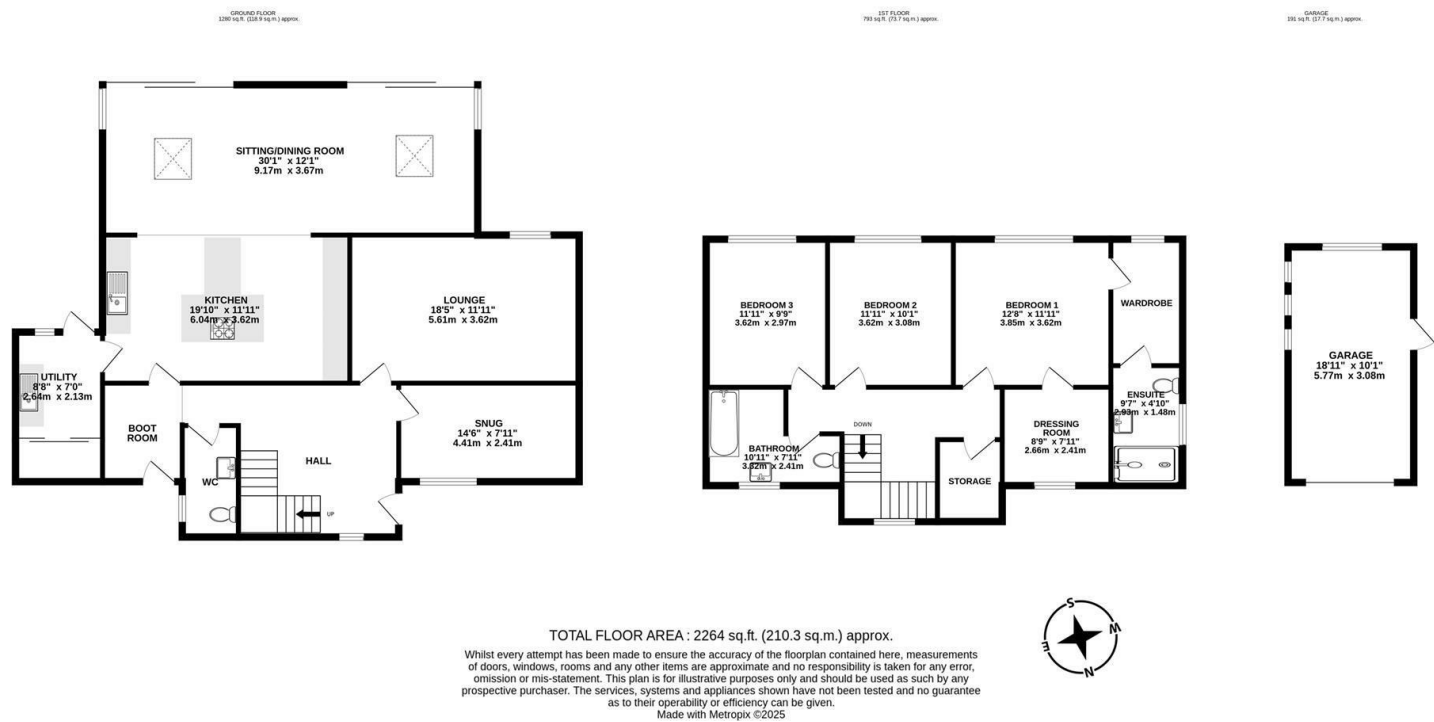 GROUND FLOOR
1280 sq.ft. (118.9 sq.m.) approx.
1ST FLOOR
793 sq.ft. (73.7 sq.m.) approx.
GARAGE
191 sq.ft. (17.7 sq.m.) approx.
SITTING/DINING ROOM
30'1" x 12'1"
9.17m x 3.67m
KITCHEN
19'10" x 11'11"
6.04m x 3.62m
LOUNGE
18'5" x 11'11"
5.61m x 3.62m
UTILITY
8'8" x 7'0"
2.64m x 2.13m
BOOT
ROOM
WC
HALL
UP
SNUG
14'6" x 7'11"
4.41m x 2.41m
BEDROOM 3
11'11" x 9'9"
3.62m x 2.97m
BEDROOM 2
11'11" x 10'1"
3.62m x 3.08m
BEDROOM 1
12'8" x 11'11"
3.85m x 3.62m
WARDROBE
ENSUITE
9'7" x 4'10"
2.93m x 1.48m
DRESSING
ROOM
8'9" x 7'11"
2.66m x 2.41m
BATHROOM
10'11" x 7'11"
3.32m x 2.41m
DOWN
STORAGE
GARAGE
18'11" x 10'1"
5.77m x 3.08m
S
W
E
N
TOTAL FLOOR AREA : 2264 sq.ft. (210.3 sq.m.) approx.
Whilst every attempt has been made to ensure the accuracy of the floorplan contained here, measurements
of doors, windows, rooms and any other items are approximate and no responsibility is taken for any error,
omission or mis-statement. This plan is for illustrative purposes only and should be used as such by any
prospective purchaser. The services, systems and appliances shown have not been tested and no guarantee
as to their operability or efficiency can be given.
Made with Metropix ©2025